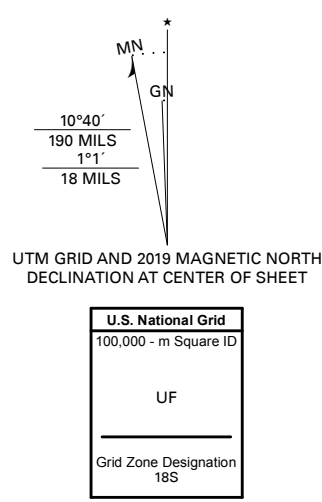 ★
MN
GN
10°40´
190 MILS
1°1´
18 MILS
UTM GRID AND 2019 MAGNETIC NORTH
DECLINATION AT CENTER OF SHEET
U.S. National Grid
100,000 - m Square ID
UF
Grid Zone Designation
18S